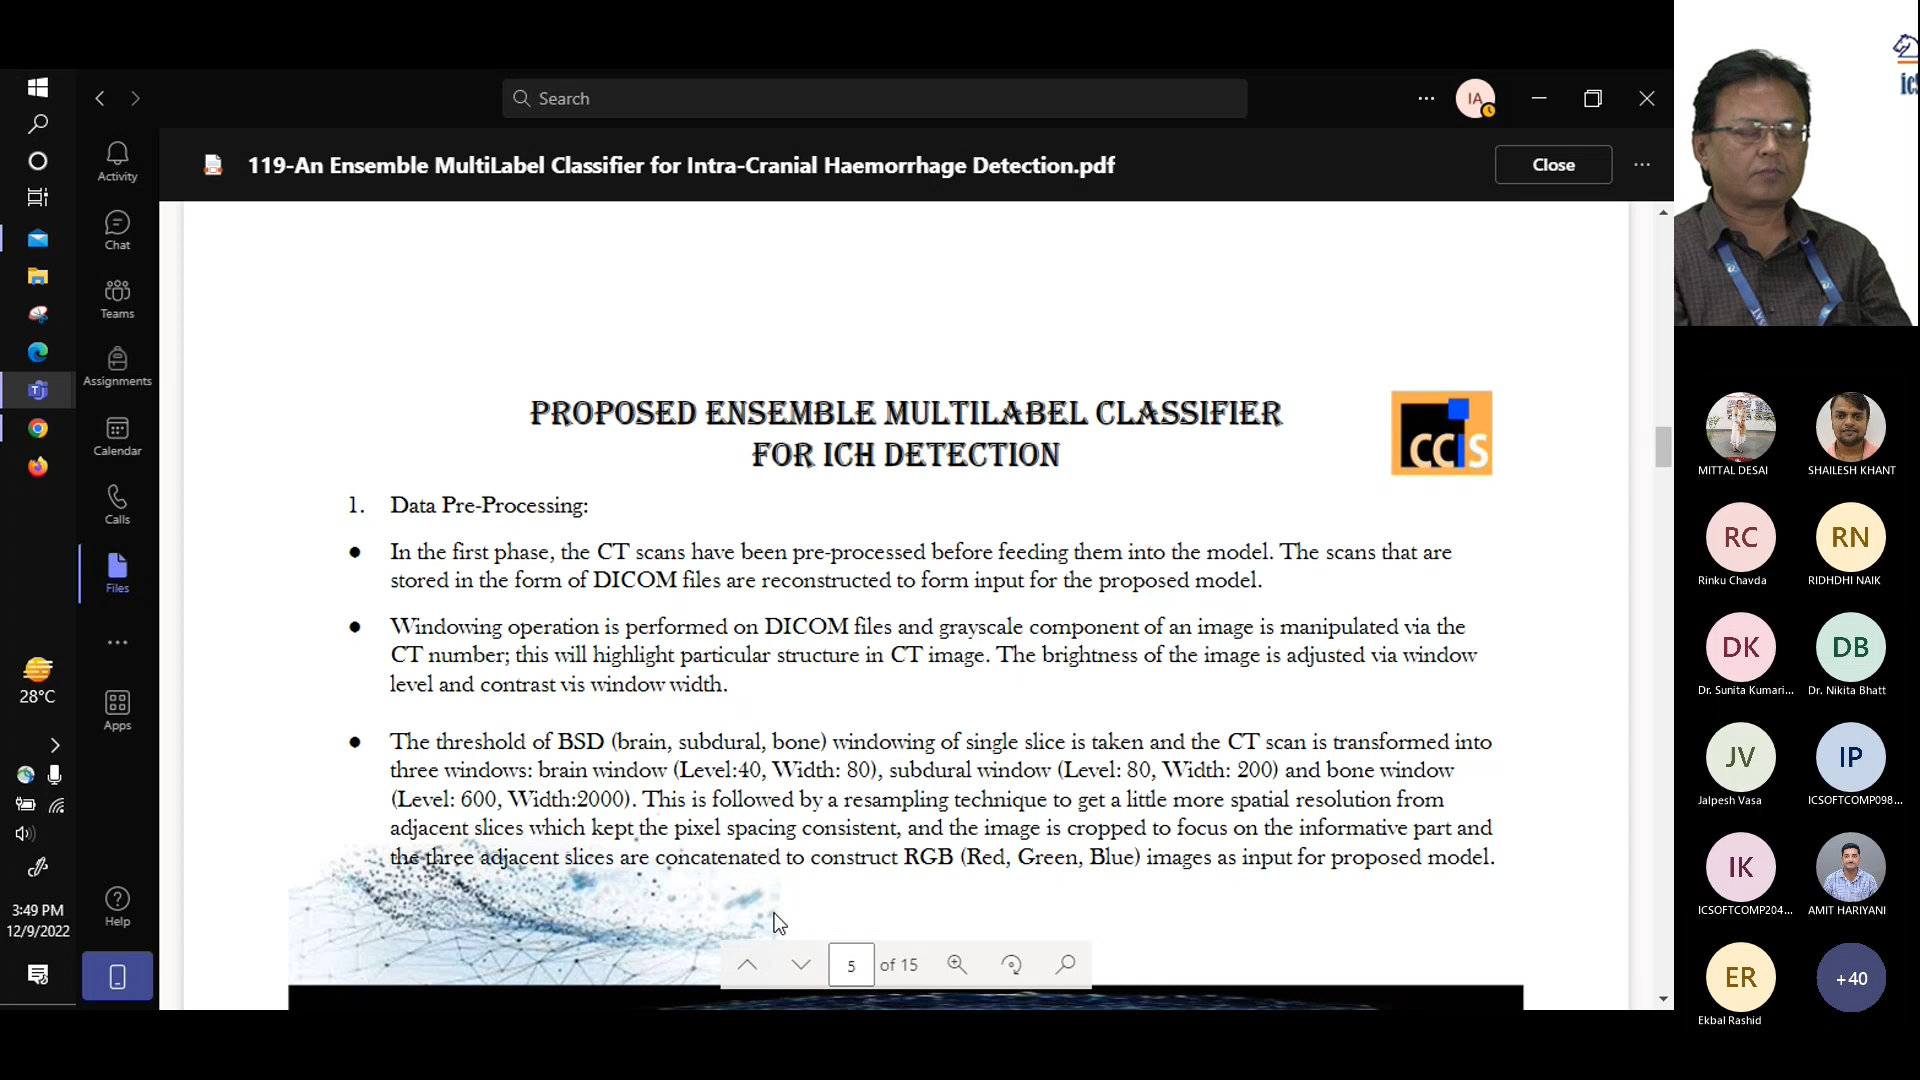 Search
IA
Activity
Chat
Teams
Assignments
Calendar
Calls
Files
Apps
Help
28°C
3:49 PM
12/9/2022
119-An Ensemble MultiLabel Classifier for Intra-Cranial Haemorrhage Detection.pdf
Close
PROPOSED ENSEMBLE MULTILABEL CLASSIFIER
FOR ICH DETECTION
CCIS
1. Data Pre-Processing:
● In the first phase, the CT scans have been pre-processed before feeding them into the model. The scans that are
stored in the form of DICOM files are reconstructed to form input for the proposed model.
● Windowing operation is performed on DICOM files and grayscale component of an image is manipulated via the
CT number; this will highlight particular structure in CT image. The brightness of the image is adjusted via window
level and contrast vis window width.
● The threshold of BSD (brain, subdural, bone) windowing of single slice is taken and the CT scan is transformed into
three windows: brain window (Level:40, Width: 80), subdural window (Level: 80, Width: 200) and bone window
(Level: 600, Width:2000). This is followed by a resampling technique to get a little more spatial resolution from
adjacent slices which kept the pixel spacing consistent, and the image is cropped to focus on the informative part and
the three adjacent slices are concatenated to construct RGB (Red, Green, Blue) images as input for proposed model.
5 of 15
MITTAL DESAI
SHAILESH KHANT
RC
RN
Rinku Chavda
RIDHDHI NAIK
DK
DB
Dr. Sunita Kumari...
Dr. Nikita Bhatt
JV
IP
Jalpesh Vasa
ICSOFTCOMP098...
IK
ICSOFTCOMP204...
AMIT HARIYANI
ER
+40
Ekbal Rashid